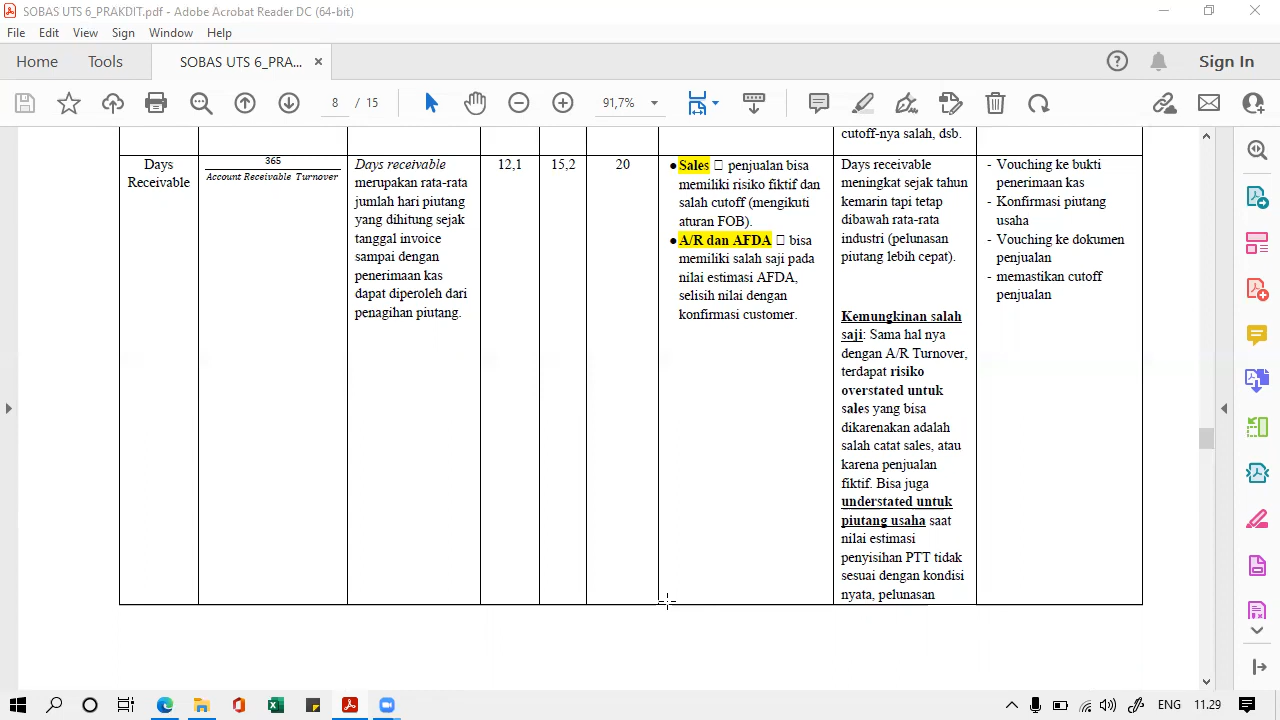 SOBAS UTS 6_PRAKDIT.pdf - Adobe Acrobat Reader DC (64-bit)
File Edit View Sign Window Help
Home Tools SOBAS UTS 6_PRA... × Sign In
8 / 15 91,7%
cutoff-nya salah, dsb.
Days
Receivable
365
Account Receivable Turnover
Days receivable
merupakan rata-rata
jumlah hari piutang
yang dihitung sejak
tanggal invoice
sampai dengan
penerimaan kas
dapat diperoleh dari
penagihan piutang.
12,1
15,2
20
●Sales □ penjualan bisa
memiliki risiko fiktif dan
salah cutoff (mengikuti
aturan FOB).
●A/R dan AFDA □ bisa
memiliki salah saji pada
nilai estimasi AFDA,
selisih nilai dengan
konfirmasi customer.
Days receivable
meningkat sejak tahun
kemarin tapi tetap
dibawah rata-rata
industri (pelunasan
piutang lebih cepat).
Kemungkinan salah
saji: Sama hal nya
dengan A/R Turnover,
terdapat risiko
overstated untuk
sales yang bisa
dikarenakan adalah
salah catat sales, atau
karena penjualan
fiktif. Bisa juga
understated untuk
piutang usaha saat
nilai estimasi
penyisihan PTT tidak
sesuai dengan kondisi
nyata, pelunasan
- Vouching ke bukti
penerimaan kas
- Konfirmasi piutang
usaha
- Vouching ke dokumen
penjualan
- memastikan cutoff
penjualan
ENG 11.29